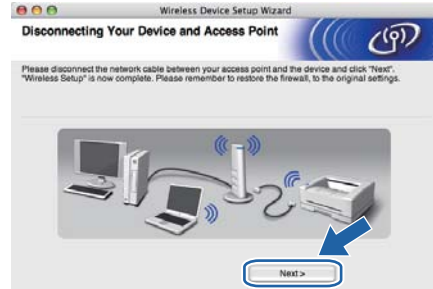 Wireless Device Setup Wizard
Disconnecting Your Device and Access Point
Please disconnect the network cable between your access point and the device and click "Next".
"Wireless Setup" is now complete. Please remember to restore the firewall, to the original settings.
Next >